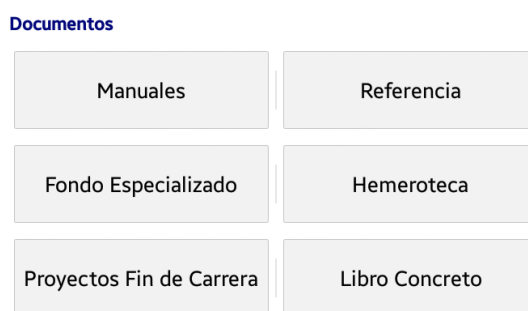 Documentos
Manuales
Referencia
Fondo Especializado
Hemeroteca
Proyectos Fin de Carrera
Libro Concreto